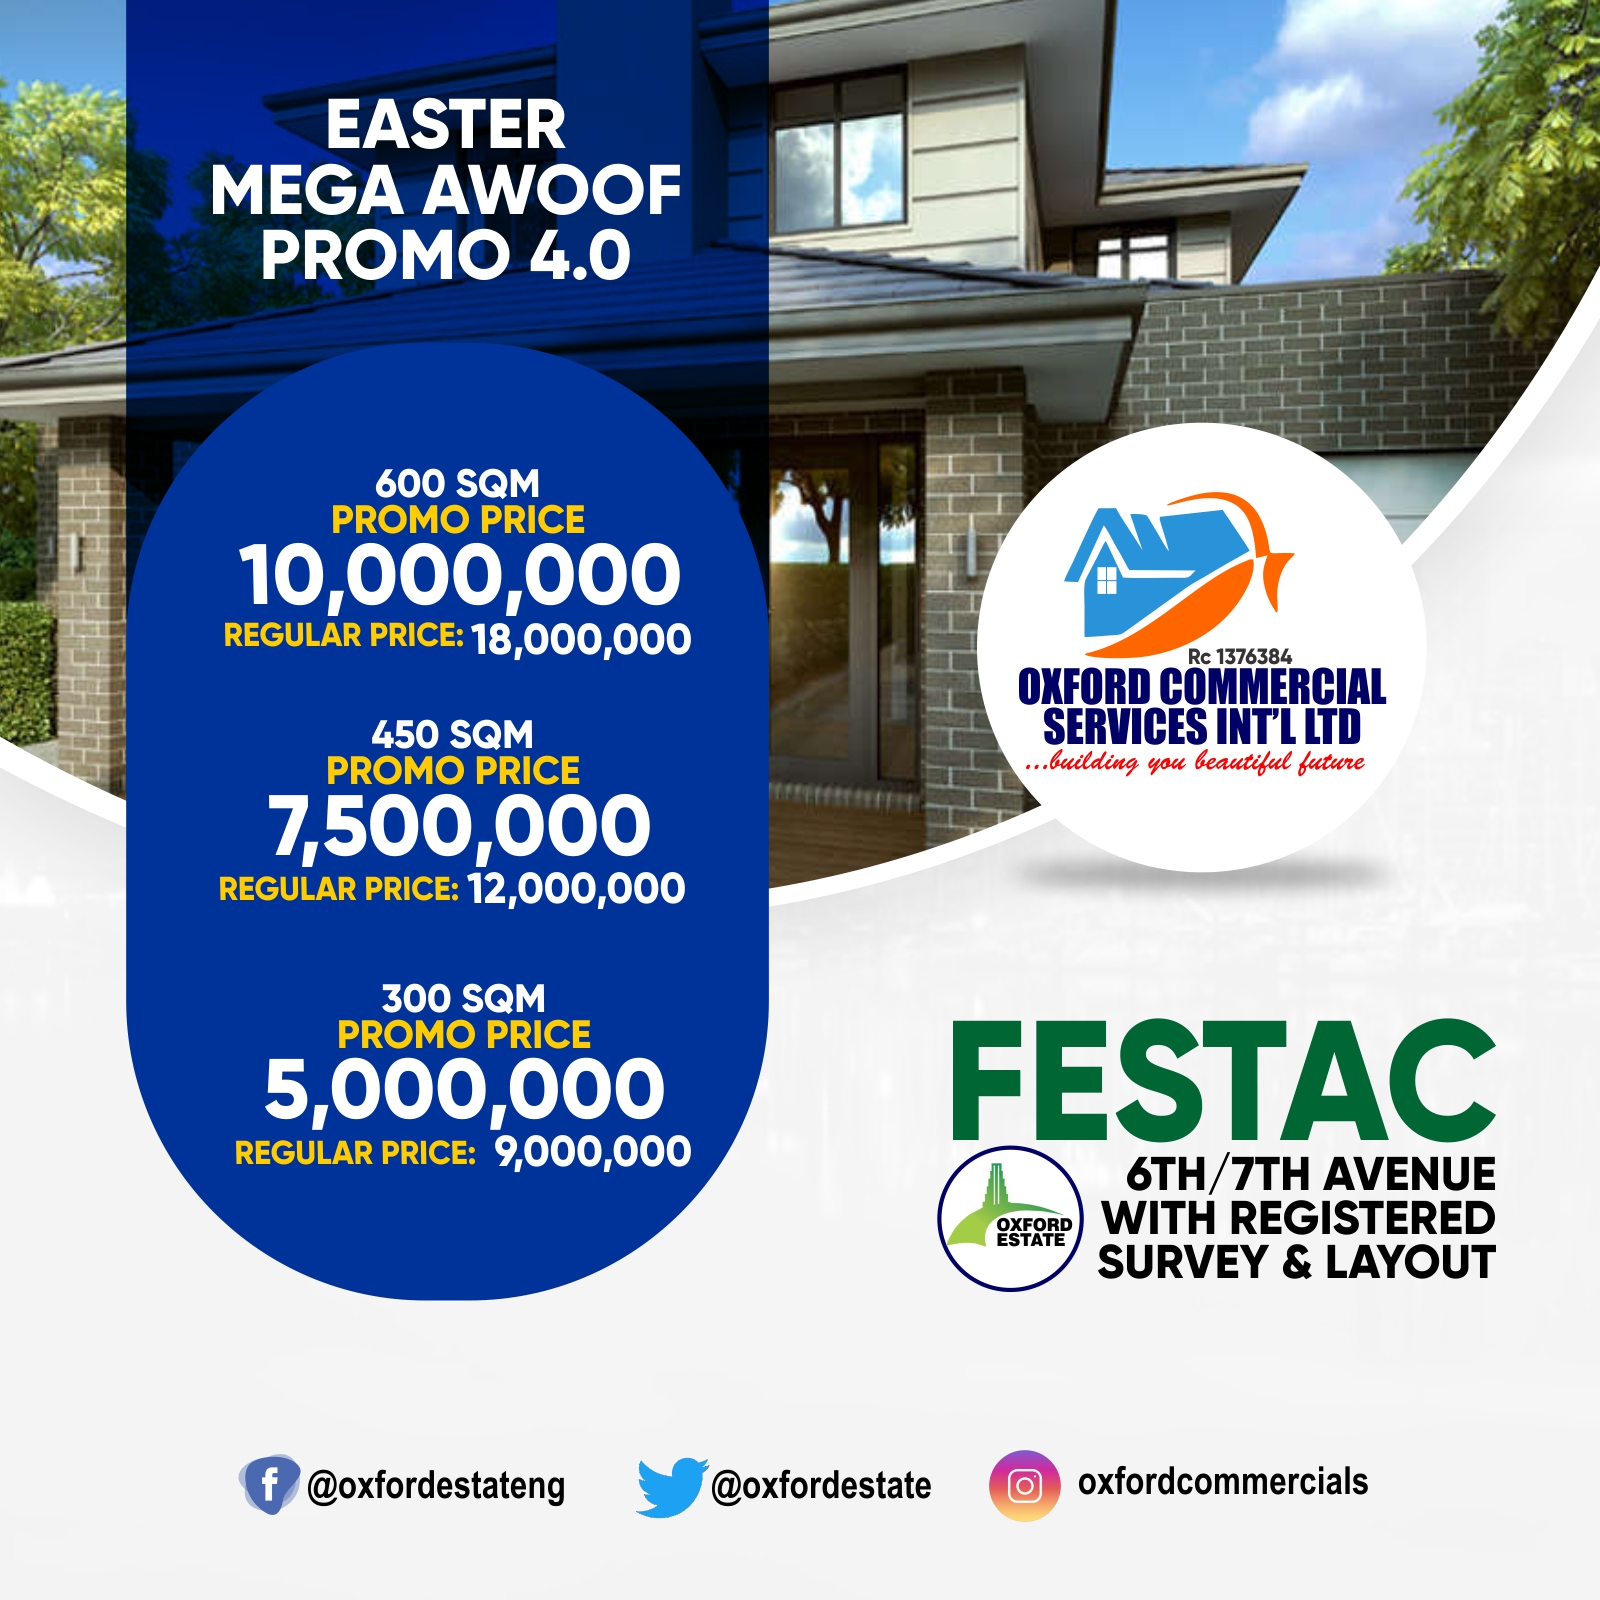 EASTER
MEGA AWOOF
PROMO 4.0
600 SQM
PROMO PRICE
10,000,000
REGULAR PRICE: 18,000,000
450 SQM
PROMO PRICE
7,500,000
REGULAR PRICE: 12,000,000
300 SQM
PROMO PRICE
5,000,000
REGULAR PRICE: 9,000,000
Rc 1376384
OXFORD COMMERCIAL
SERVICES INT'L LTD
...building you beautiful future
FESTAC
6TH/7TH AVENUE
WITH REGISTERED
SURVEY & LAYOUT
OXFORD
ESTATE
@oxfordestateng
@oxfordestate
oxfordcommercials